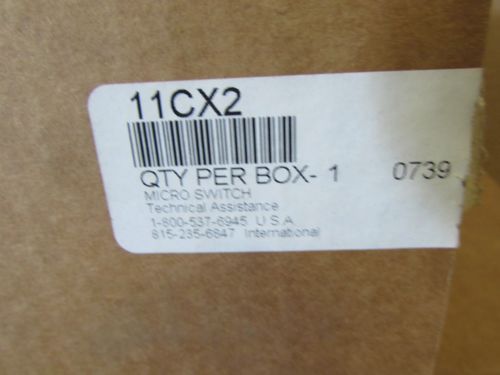 11CX2
QTY PER BOX- 1 0739
MICRO SWITCH
Technical Assistance
1-800-537-6945 U S A
815-235-6847 International